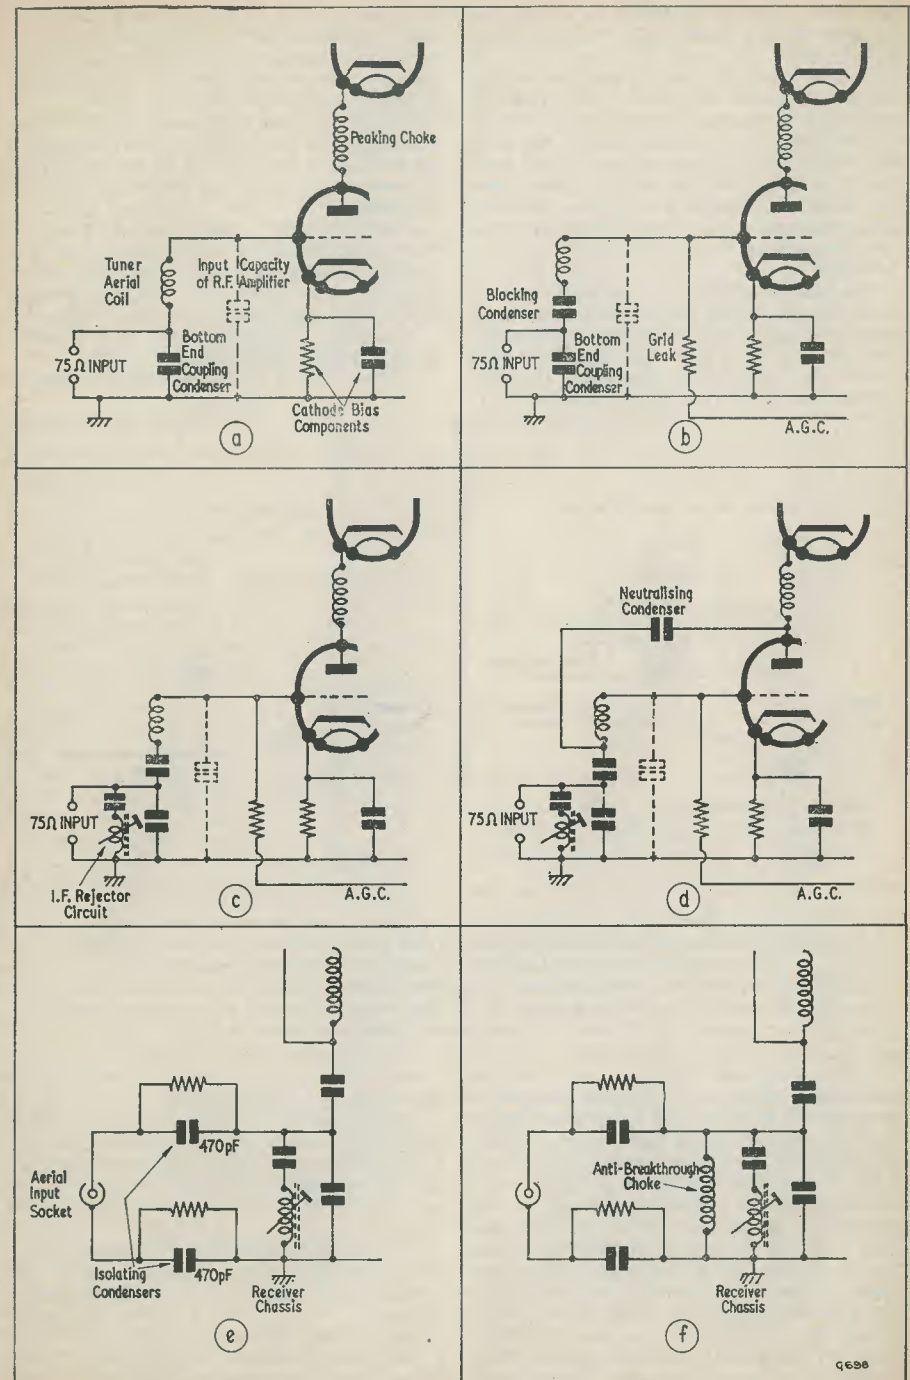 Peaking Choke
Tuner
Aerial
Coil
Input Capacity
of R.F. Amplifier
75Ω INPUT
Bottom
End
Coupling
Condenser
Cathode Bias
Components
a
Blocking
Condenser
75Ω INPUT
Bottom
End
Coupling
Condenser
Grid
Leak
A.G.C.
b
75Ω INPUT
I.F. Rejector
Circuit
A.G.C.
c
Neutralising
Condenser
75Ω INPUT
A.G.C.
d
470pF
Aerial
Input
Socket
Isolating
Condensers
470pF
Receiver
Chassis
e
Anti-Breakthrough
Choke
Receiver
Chassis
f
G698